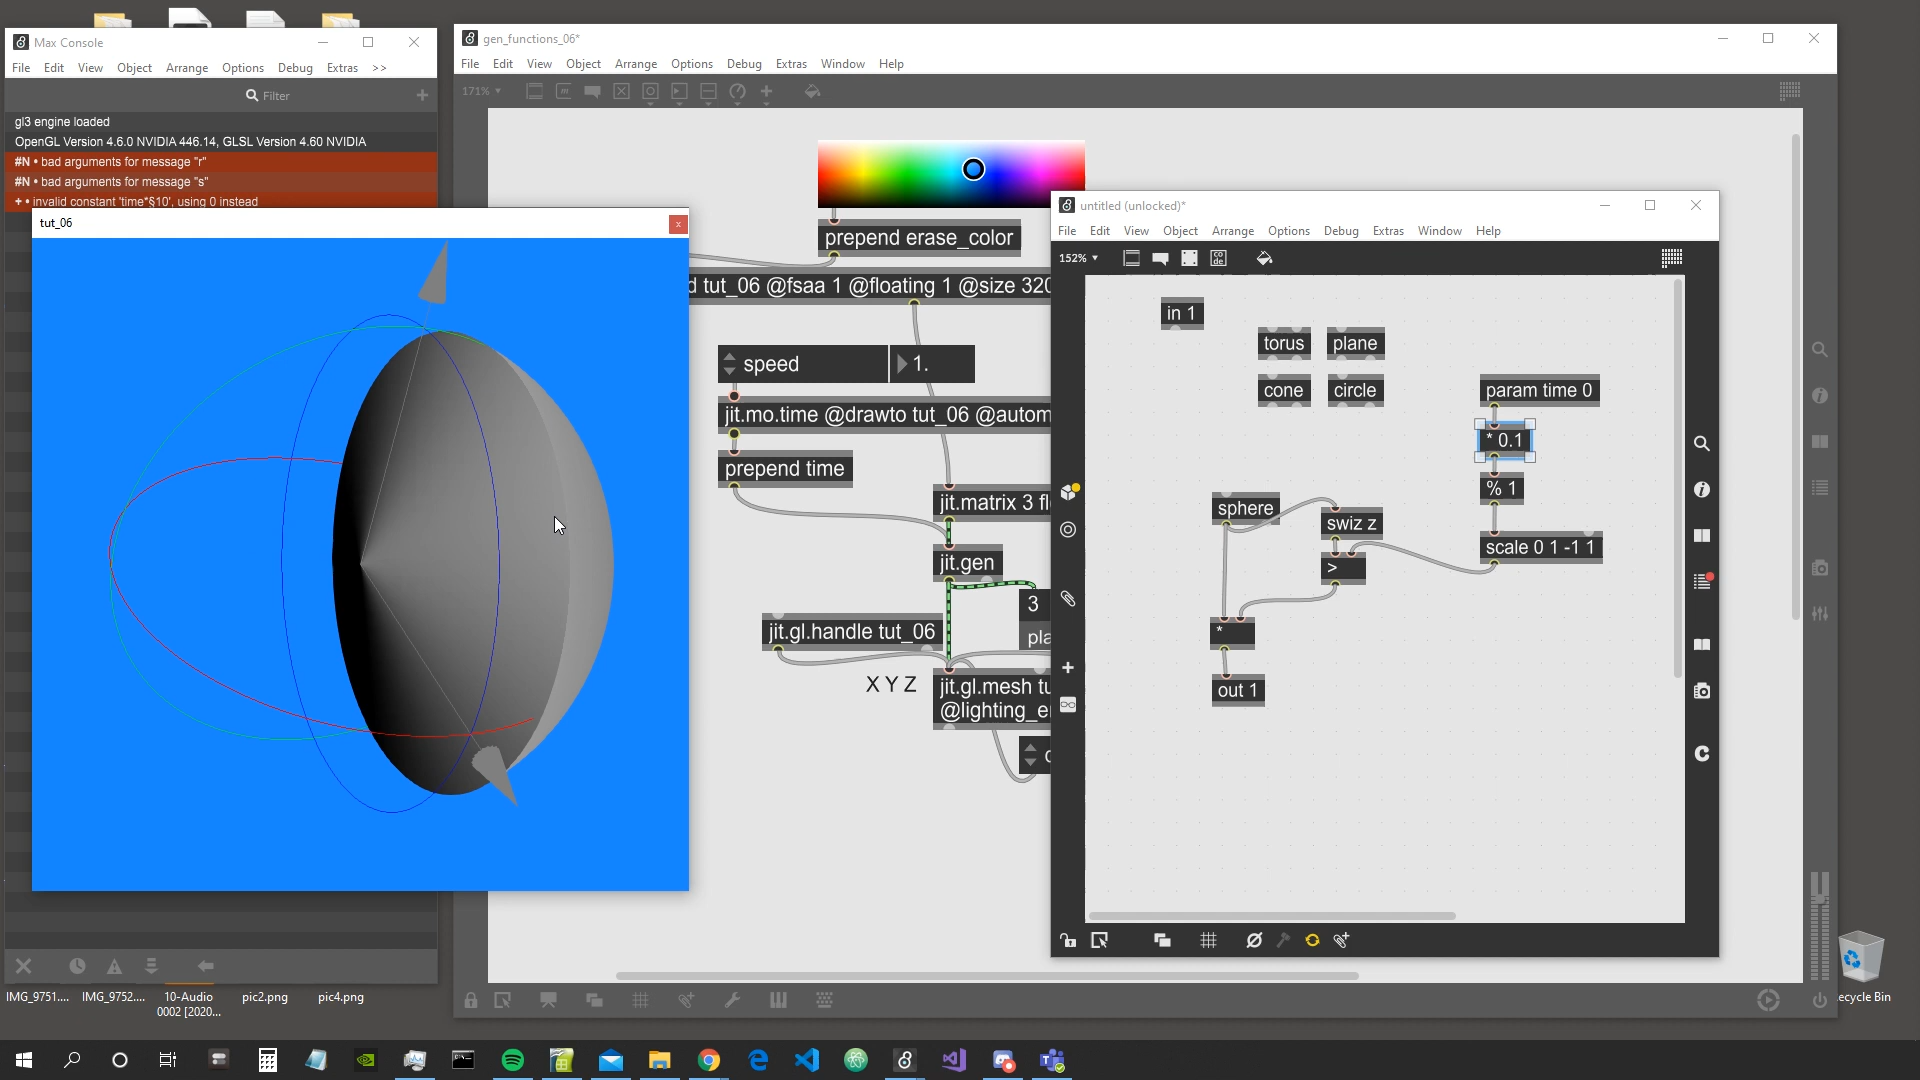 Max Console
File Edit View Object Arrange Options Debug Extras >>
Filter
gl3 engine loaded
OpenGL Version 4.6.0 NVIDIA 446.14, GLSL Version 4.60 NVIDIA
#N • bad arguments for message "r"
#N • bad arguments for message "s"
+ • invalid constant 'time*§10', using 0 instead
tut_06
x
gen_functions_06*
File Edit View Object Arrange Options Debug Extras Window Help
171%
prepend erase_color
d tut_06 @fsaa 1 @floating 1 @size 320
speed
1.
jit.mo.time @drawto tut_06 @autom
prepend time
jit.matrix 3 fl
jit.gen
3
pla
jit.gl.handle tut_06
X Y Z
jit.gl.mesh tu
@lighting_e
untitled (unlocked)*
File Edit View Object Arrange Options Debug Extras Window Help
152%
in 1
torus
plane
cone
circle
param time 0
* 0.1
% 1
scale 0 1 -1 1
sphere
swiz z
>
*
out 1
IMG_9751....
IMG_9752....
10-Audio
0002 [2020...
pic2.png
pic4.png
ecycle Bin